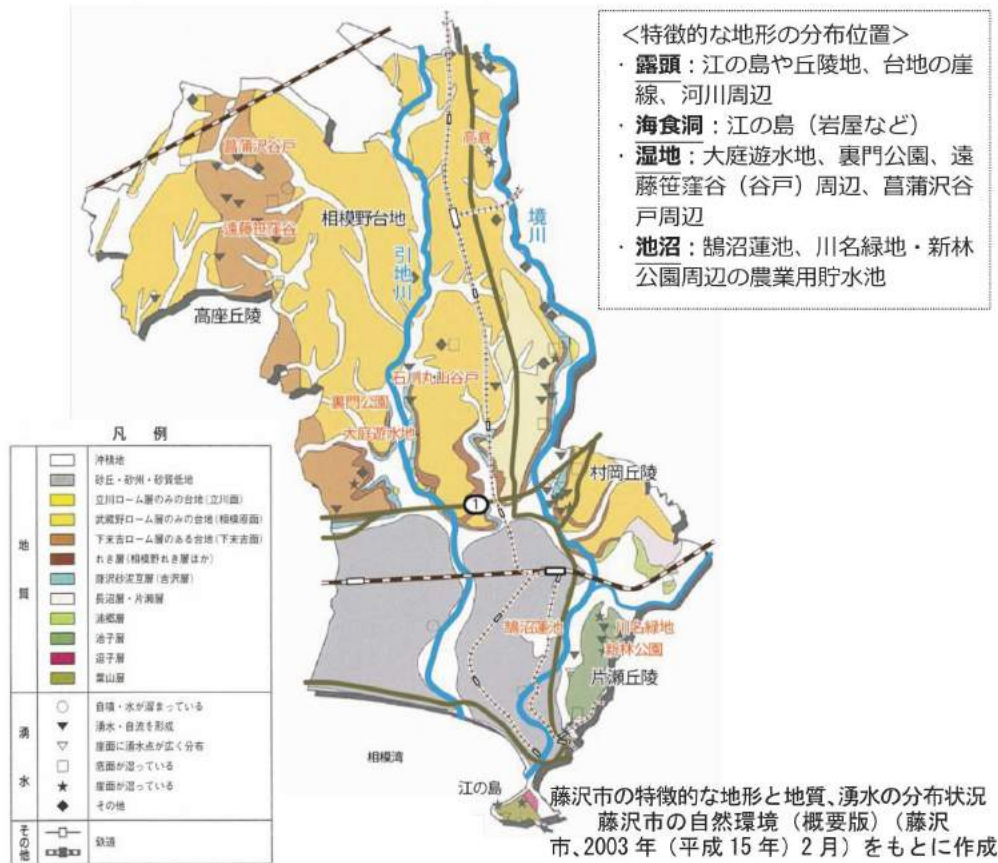 ＜特徴的な地形の分布位置＞
・露頭：江の島や丘陵地、台地の崖
線、河川周辺
・海食洞：江の島（岩屋など）
・湿地：大庭遊水地、裏門公園、遠
藤笹窪谷（谷戸）周辺、菖蒲沢谷
戸周辺
・池沼：鵠沼蓮池、川名緑地・新林
公園周辺の農業用貯水池
菖蒲沢谷戸
高倉
相模野台地
境川
遠藤笹窪谷
引地川
高座丘陵
石川丸山谷戸
裏門公園
大庭遊水地
村岡丘陵
1
鵠沼蓮池
川名緑地
新林公園
片瀬丘陵
相模湾
江の島
凡 例
地質
沖積地
砂丘・砂州・砂質低地
立川ローム層のみの台地(立川面)
武蔵野ローム層のみの台地(相模原面)
下末吉ローム層のある台地(下末吉面)
れき層(相模野れき層ほか)
藤沢砂泥互層(吉沢層)
長沼層・片瀬層
浦郷層
池子層
逗子層
葉山層
湧水
自噴・水が溜まっている
湧水・自流を形成
崖面に湧水点が広く分布
底面が湿っている
崖面が湿っている
その他
その他
鉄道
藤沢市の特徴的な地形と地質、湧水の分布状況
藤沢市の自然環境（概要版）（藤沢
市、2003年（平成15年）2月）をもとに作成